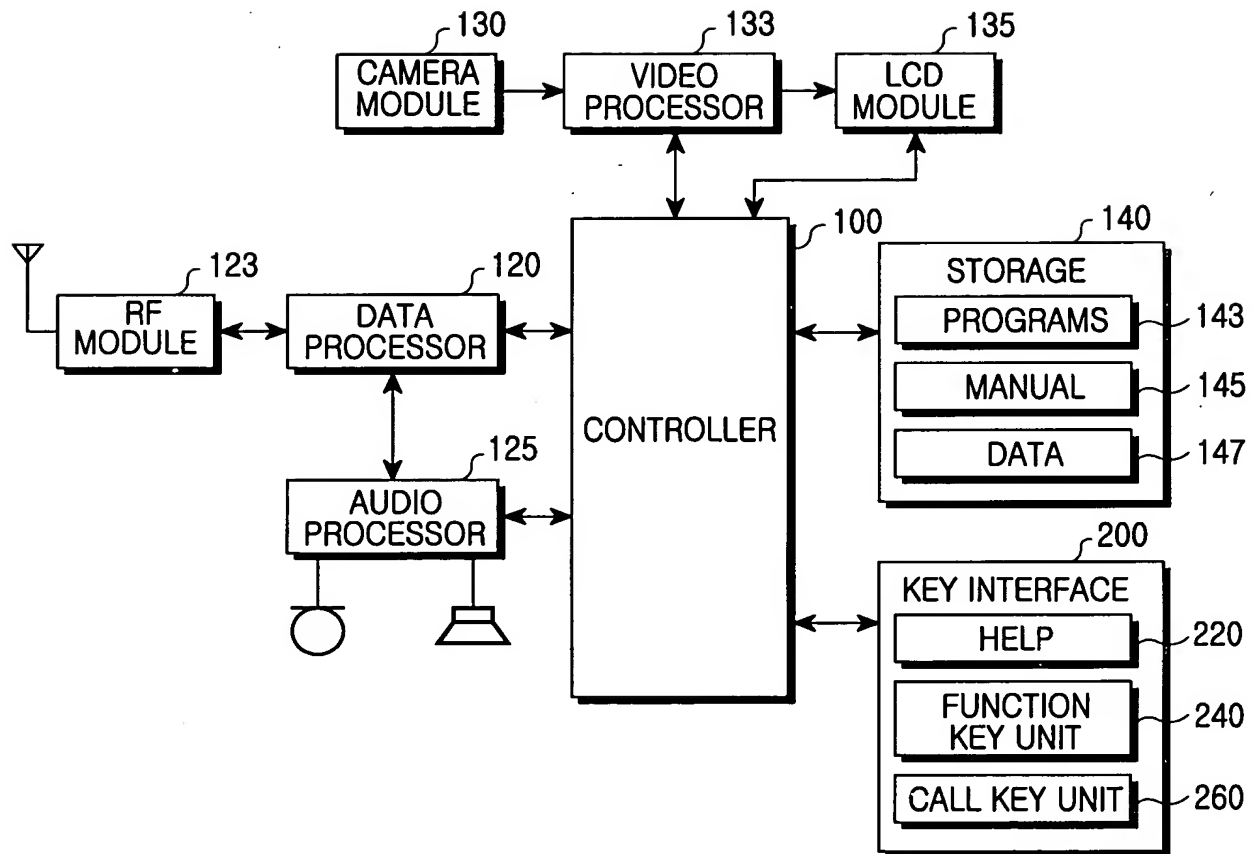 130
133
135
CAMERA
MODULE
VIDEO
PROCESSOR
LCD
MODULE
100
140
123
120
RF
MODULE
DATA
PROCESSOR
STORAGE
PROGRAMS
143
MANUAL
145
DATA
147
CONTROLLER
125
AUDIO
PROCESSOR
200
KEY INTERFACE
HELP
220
FUNCTION
KEY UNIT
240
CALL KEY UNIT
260